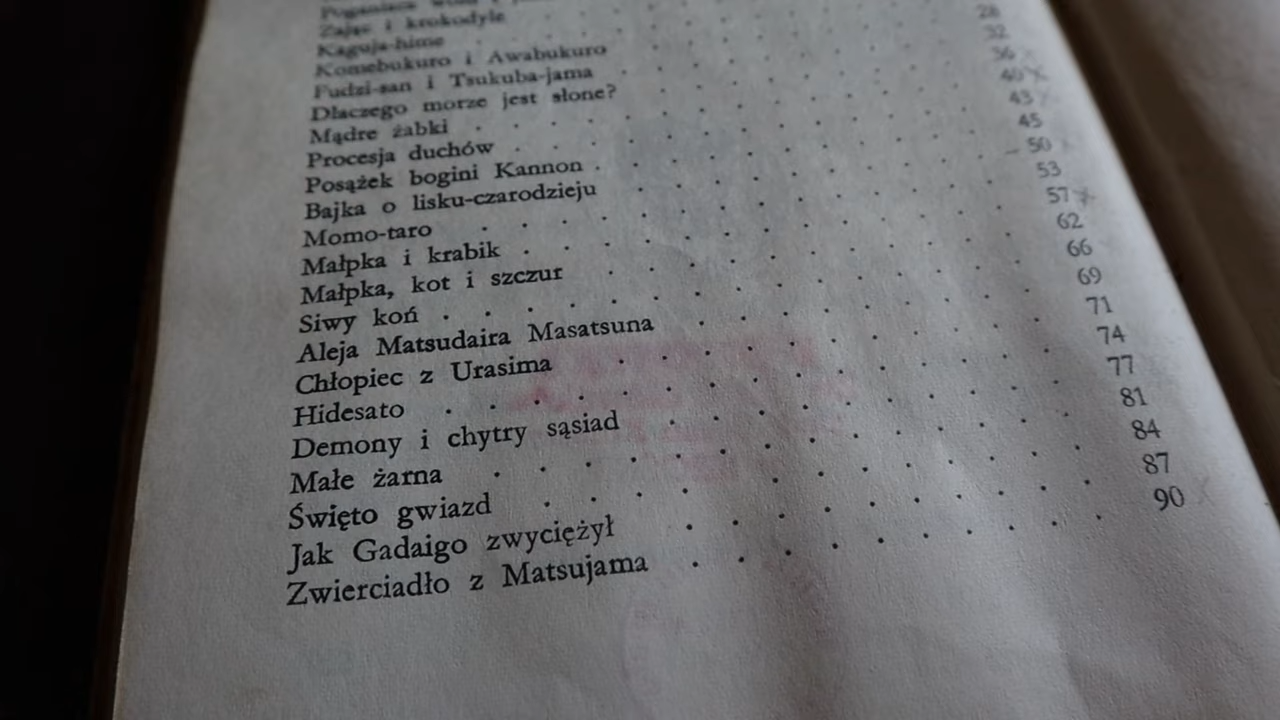 Zając i krokodyle
Kaguja-hime
Komebukuro i Awabukuro 28
Fudzi-san i Tsukuba-jama 32
Dlaczego morze jest słone? 36
Mądre żabki 40
Procesja duchów 43
Posążek bogini Kannon 45
Bajka o lisku-czarodzieju 50
Momo-taro 53
Małpka i krabik 57
Małpka, kot i szczur 62
Siwy koń 66
Aleja Matsudaira Masatsuna 69
Chłopiec z Urasima 71
Hidesato 74
Demony i chytry sąsiad 77
Małe żarna 81
Święto gwiazd 84
Jak Gadaigo zwyciężył 87
Zwierciadło z Matsujama 90